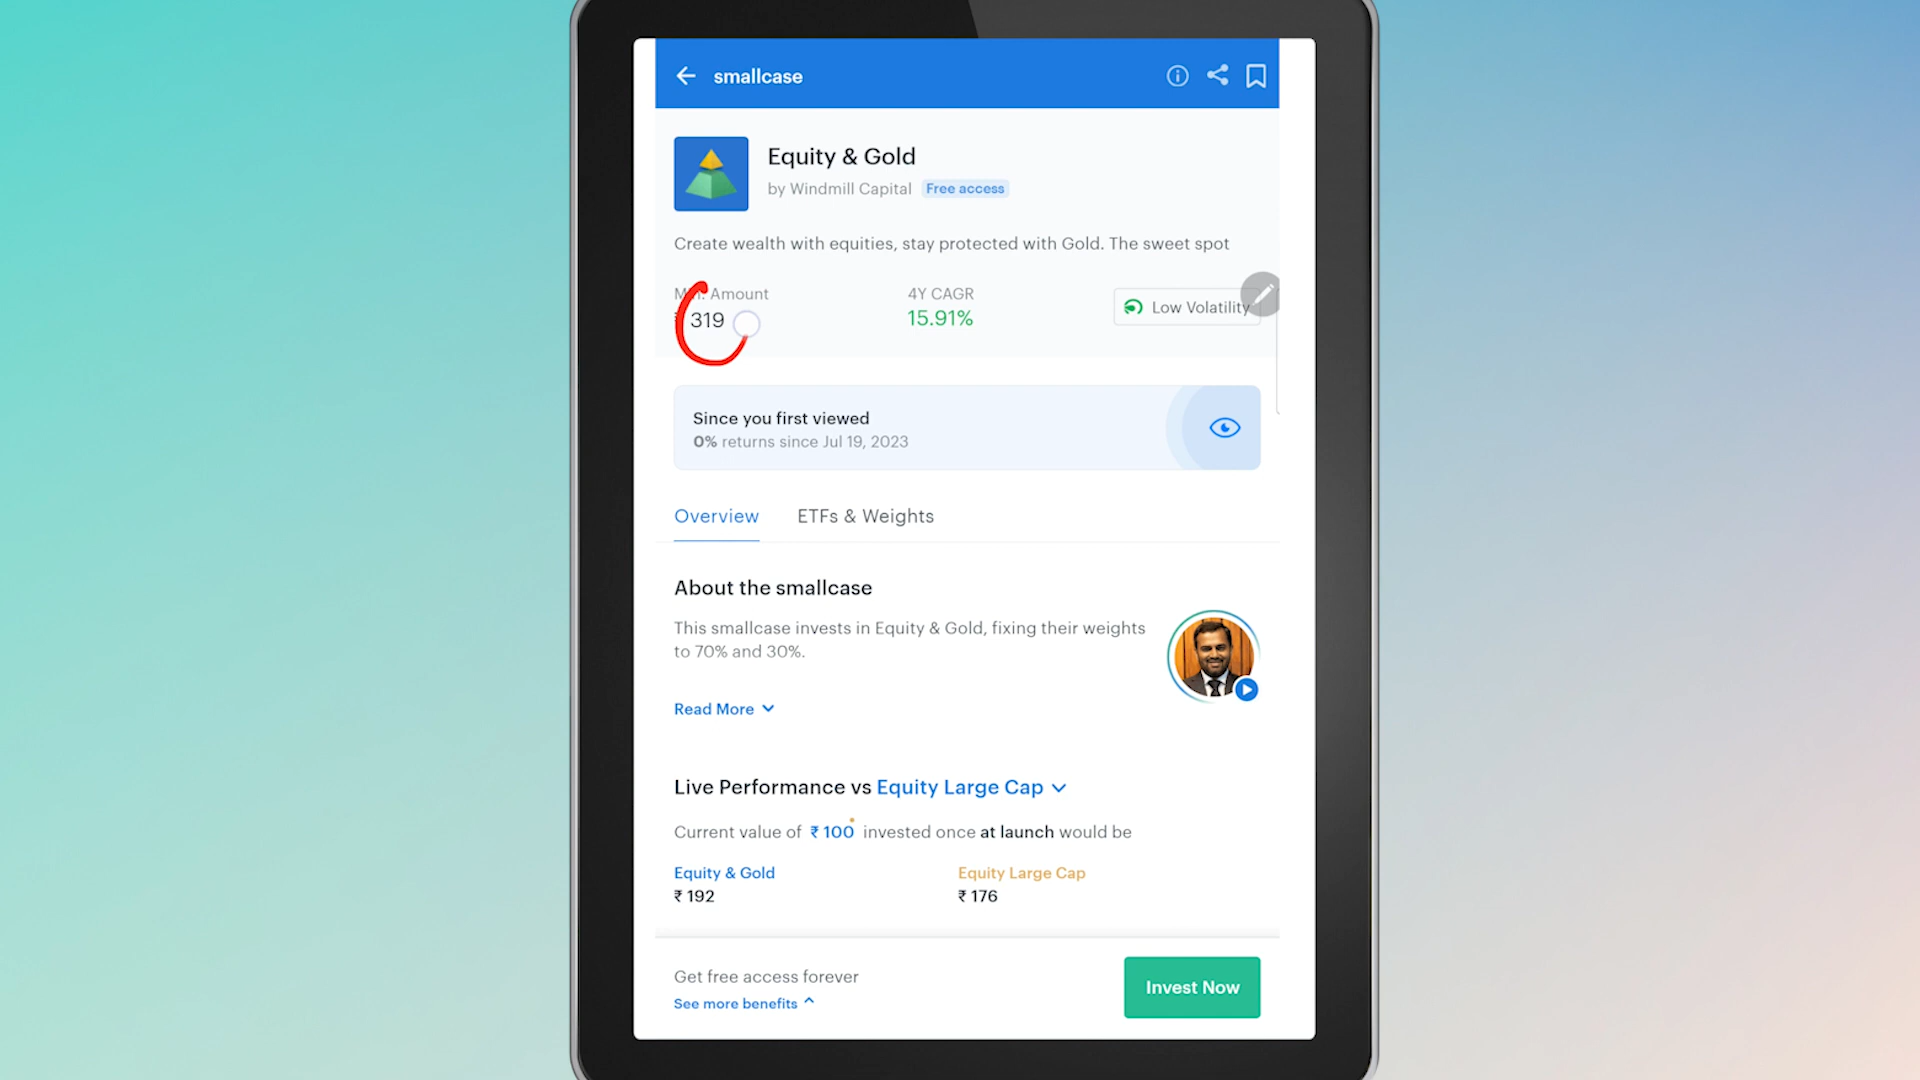 smallcase
Equity & Gold
by Windmill Capital Free access
Create wealth with equities, stay protected with Gold. The sweet spot
Min. Amount
₹ 319
4Y CAGR
15.91%
Low Volatility
Since you first viewed
0% returns since Jul 19, 2023
Overview ETFs & Weights
About the smallcase
This smallcase invests in Equity & Gold, fixing their weights
to 70% and 30%.
Read More
Live Performance vs Equity Large Cap
Current value of ₹ 100 invested once at launch would be
Equity & Gold
₹ 192
Equity Large Cap
₹ 176
Get free access forever
See more benefits
Invest Now